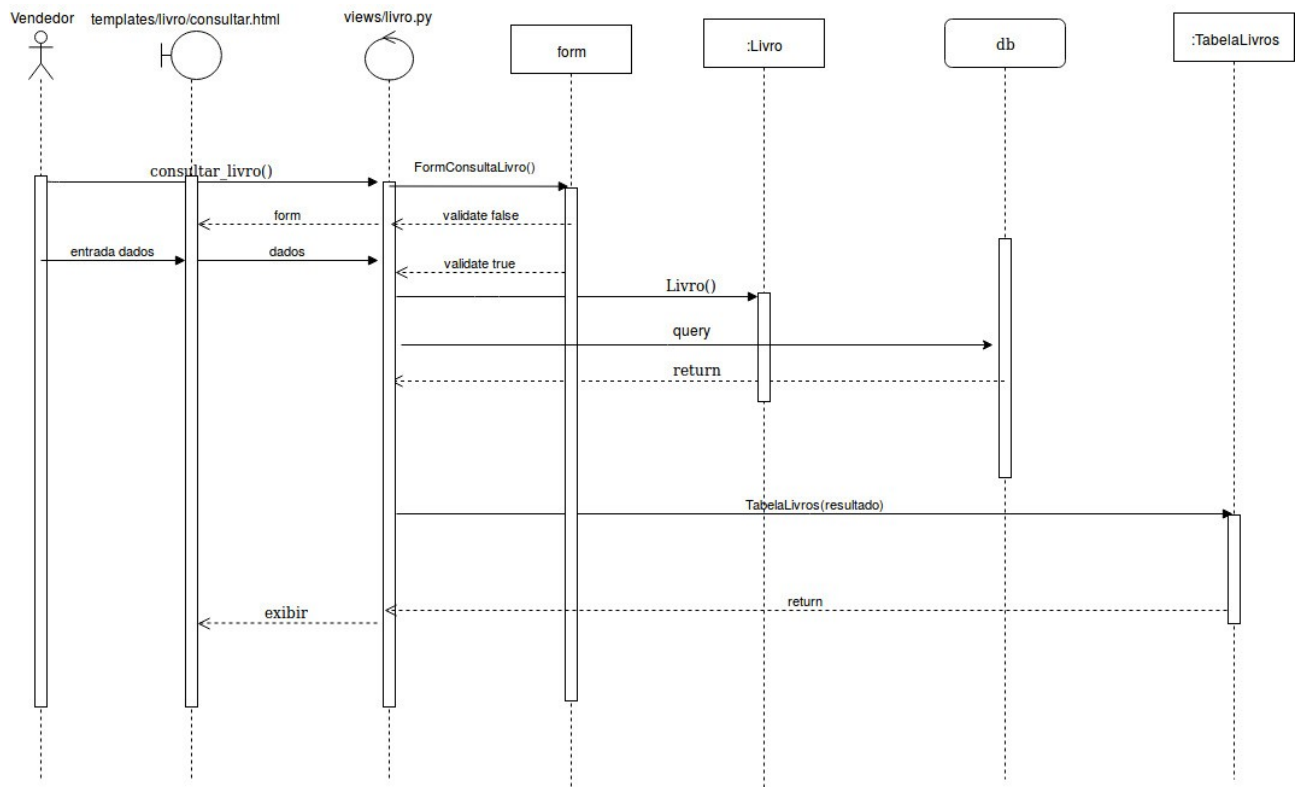 Vendedor
templates/livro/consultar.html
views/livro.py
form
:Livro
db
:TabelaLivros
consultar_livro()
FormConsultaLivro()
form
validate false
entrada dados
dados
validate true
Livro()
query
return
TabelaLivros(resultado)
return
exibir